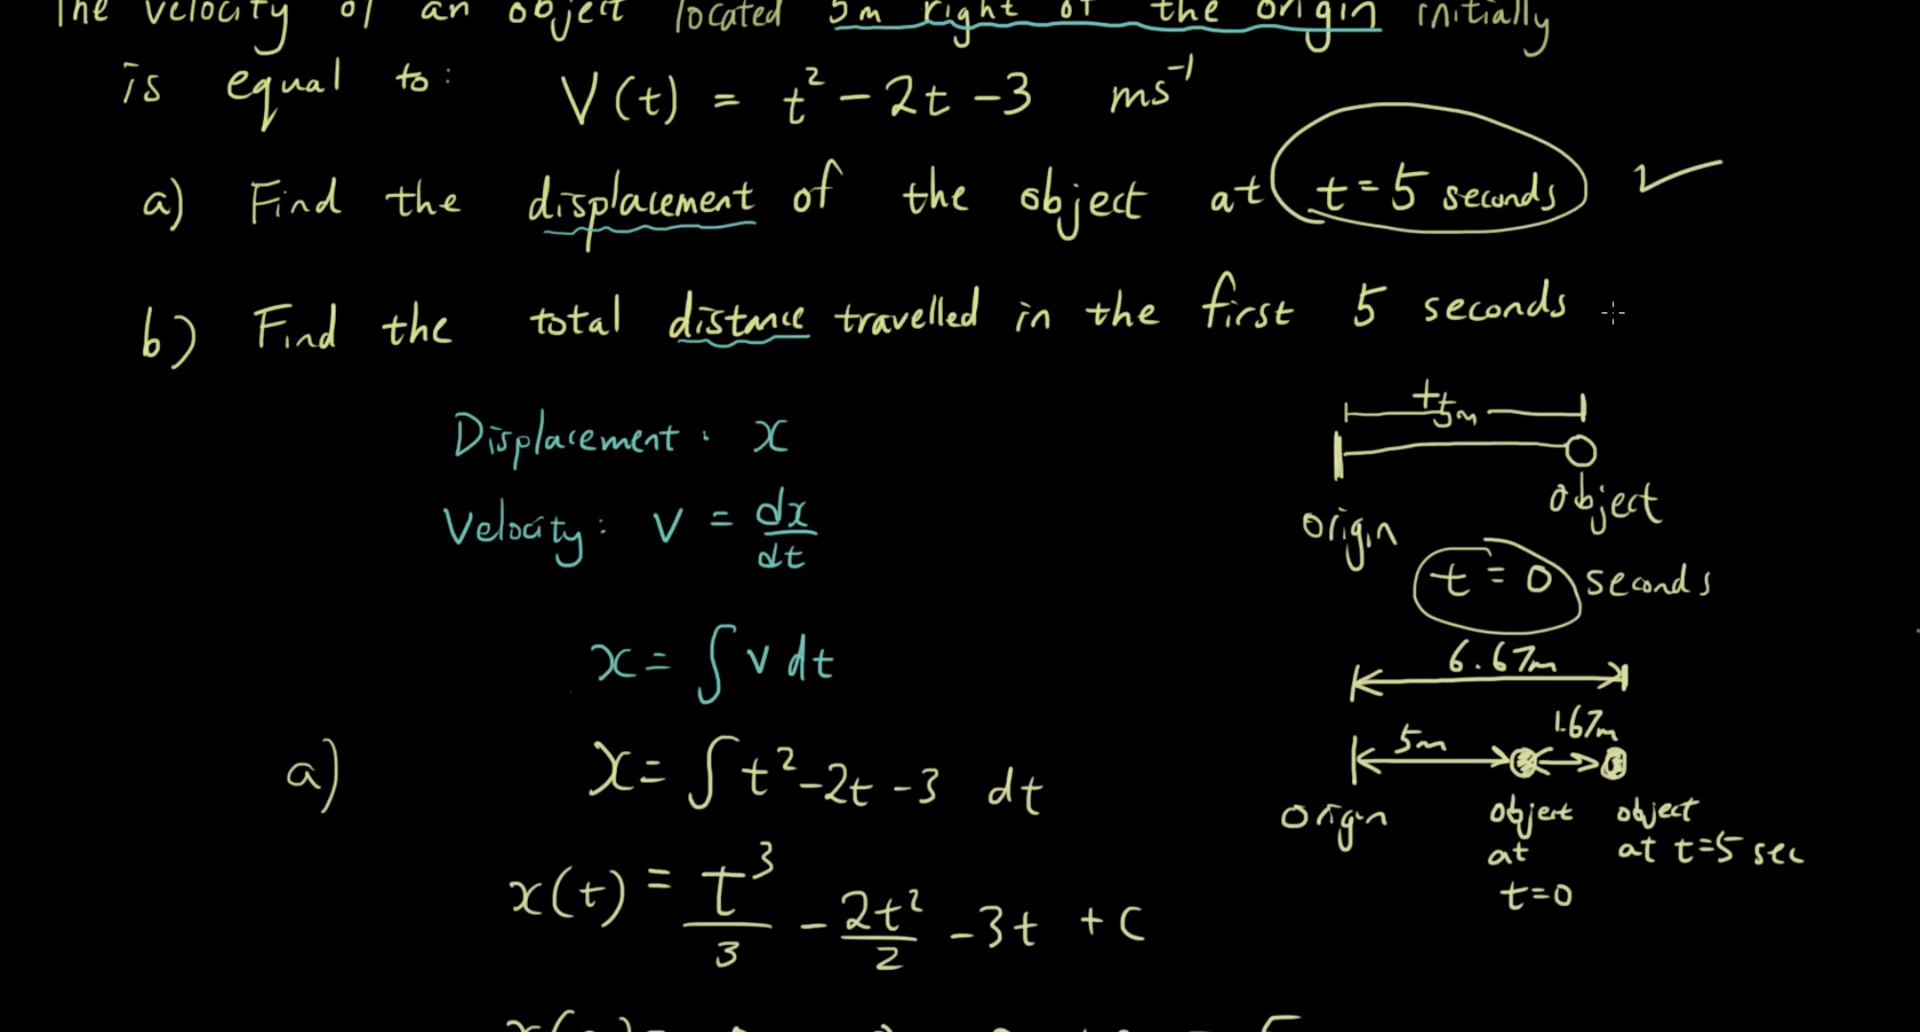 The velocity of an object located 5m right of the origin initially
is equal to: V(t) = t² - 2t - 3 ms⁻¹
a) Find the displacement of the object at t = 5 seconds ✓
b) Find the total distance travelled in the first 5 seconds
Displacement: x
Velocity: v = dx/dt
x = ∫ v dt
a) x = ∫ t² - 2t - 3 dt
x(t) = t³/3 - 2t²/2 - 3t + C
+5m
origin
object
t = 0 seconds
6.67m
5m
1.67m
origin
object at t=0
object at t=5 sec